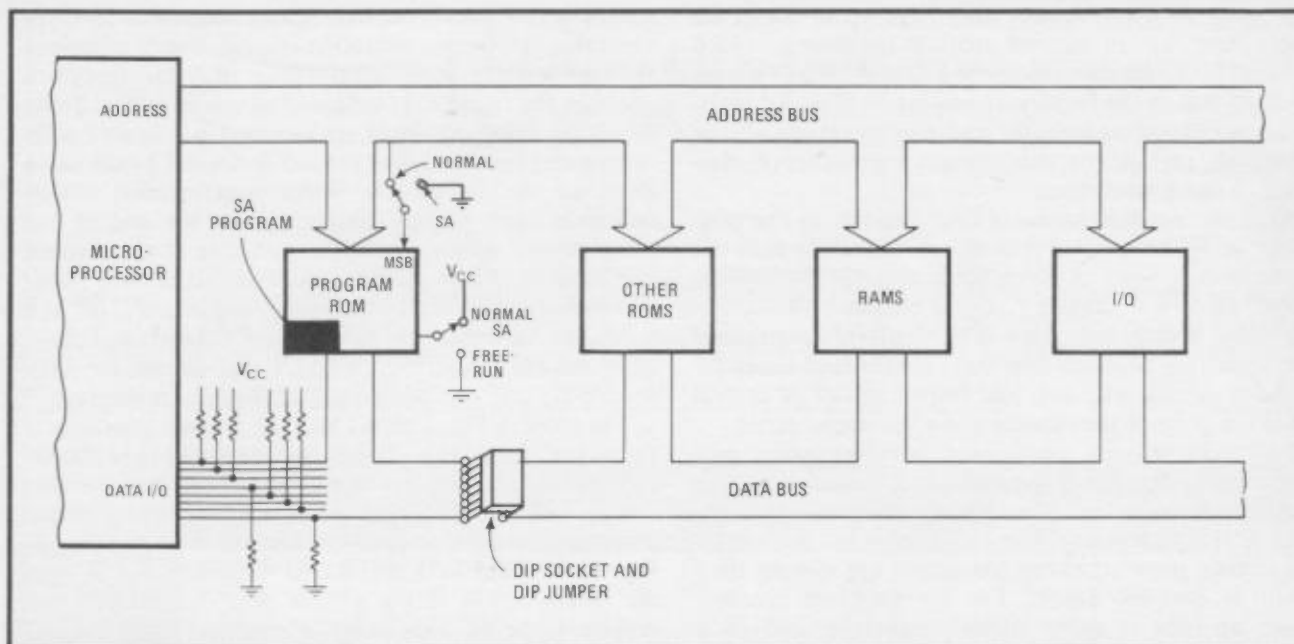 ADDRESS
ADDRESS BUS
NORMAL
SA
SA
PROGRAM
MICRO-
PROCESSOR
MSB
PROGRAM
ROM
VCC
NORMAL
SA
FREE-
RUN
OTHER
ROMS
RAMS
I/O
VCC
DATA I/O
DATA BUS
DIP SOCKET AND
DIP JUMPER